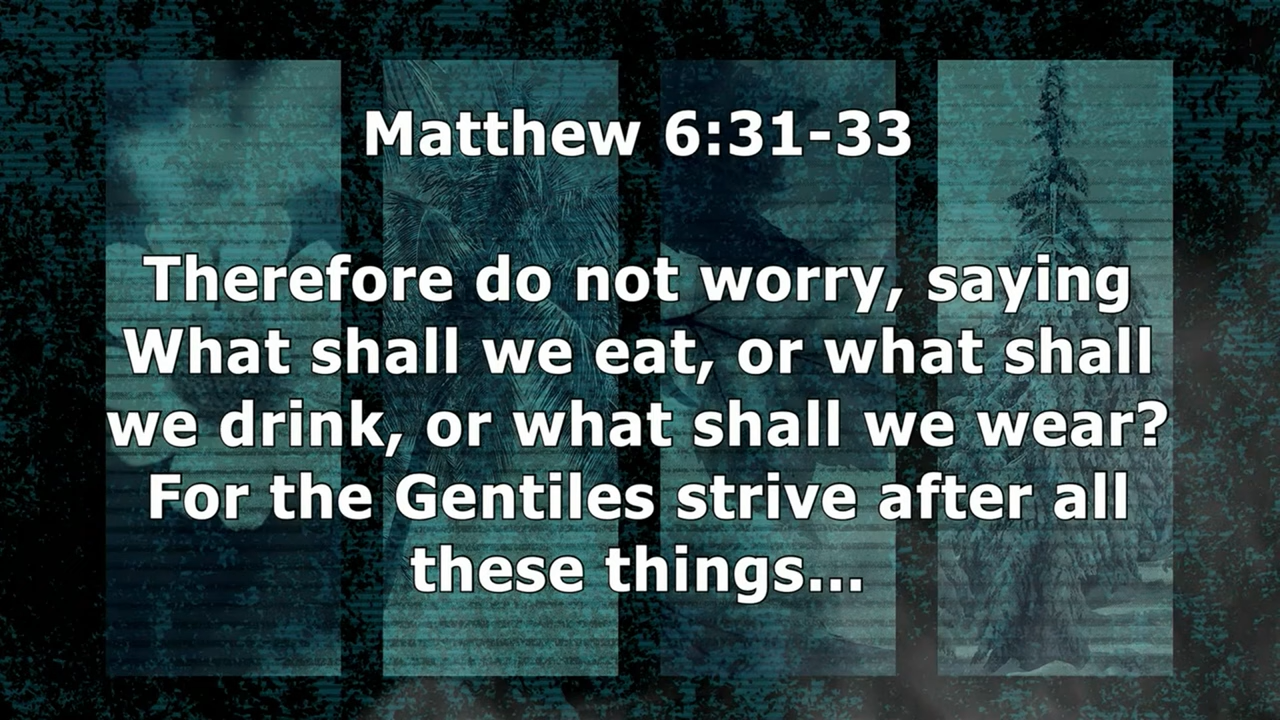 Matthew 6:31-33
Therefore do not worry, saying
What shall we eat, or what shall
we drink, or what shall we wear?
For the Gentiles strive after all
these things...